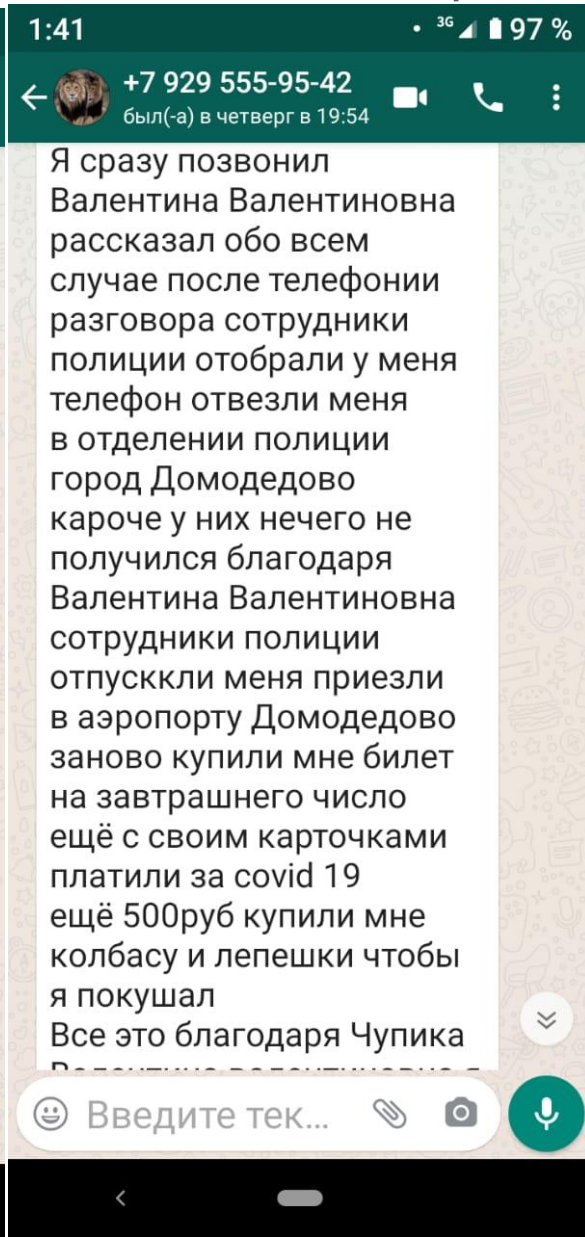 1:41
3G 97 %
+7 929 555-95-42
был(-а) в четверг в 19:54
Я сразу позвонил
Валентина Валентиновна
рассказал обо всем
случае после телефонии
разговора сотрудники
полиции отобрали у меня
телефон отвезли меня
в отделении полиции
город Домодедово
кароче у них нечего не
получился благодаря
Валентина Валентиновна
сотрудники полиции
отпусккли меня приезли
в аэропорту Домодедово
заново купили мне билет
на завтрашнего число
ещё с своим карточками
платили за covid 19
ещё 500руб купили мне
колбасу и лепешки чтобы
я покушал
Все это благодаря Чупика
Введите тек...